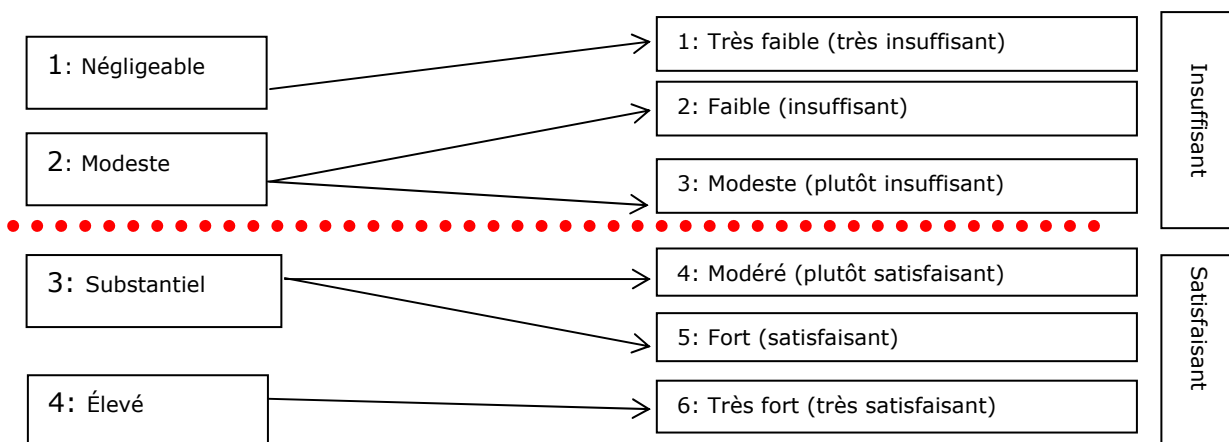 1: Négligeable
2: Modeste
3: Substantiel
4: Élevé
1: Très faible (très insuffisant)
2: Faible (insuffisant)
3: Modeste (plutôt insuffisant)
4: Modéré (plutôt satisfaisant)
5: Fort (satisfaisant)
6: Très fort (très satisfaisant)
Insuffisant
Satisfaisant